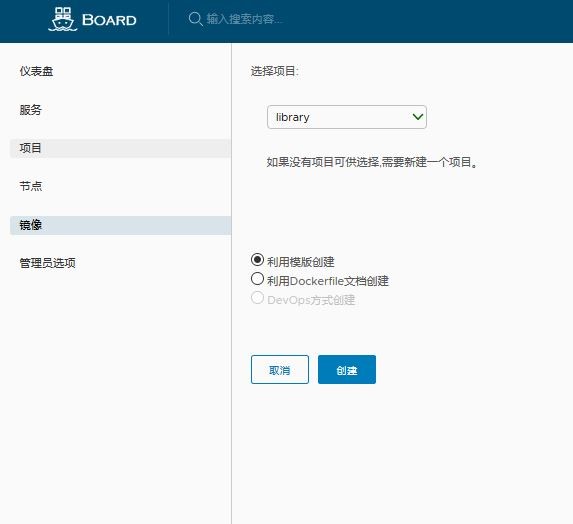 BOARD
输入搜索内容...
仪表盘
服务
项目
节点
镜像
管理员选项
选择项目:
library
如果没有项目可供选择,需要新建一个项目。
利用模版创建
利用Dockerfile文档创建
DevOps方式创建
取消
创建